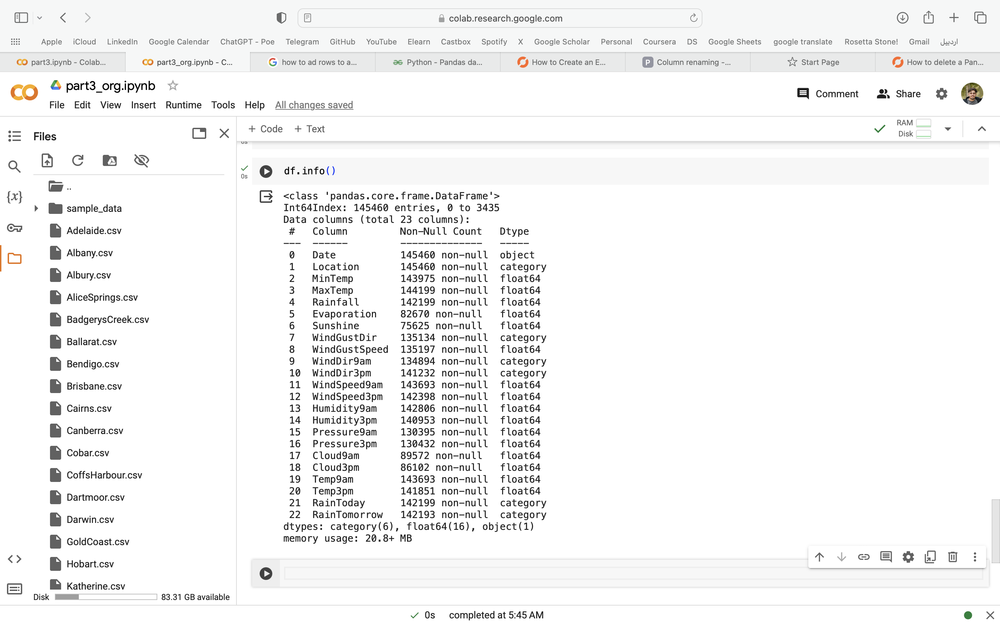 colab.research.google.com
Apple iCloud LinkedIn Google Calendar ChatGPT - Poe Telegram GitHub YouTube Elearn Castbox Spotify X Google Scholar Personal Coursera DS Google Sheets google translate Rosetta Stone! Gmail اردبیل
part3.ipynb - Colab... part3_org.ipynb - C... how to ad rows to a... Python - Pandas da... How to Create an E... P Column renaming -... Start Page How to delete a Pan...
part3_org.ipynb
Comment Share
File Edit View Insert Runtime Tools Help All changes saved
Files
+ Code + Text
RAM
Disk
0s
..
sample_data
Adelaide.csv
Albany.csv
Albury.csv
AliceSprings.csv
BadgerysCreek.csv
Ballarat.csv
Bendigo.csv
Brisbane.csv
Cairns.csv
Canberra.csv
Cobar.csv
CoffsHarbour.csv
Dartmoor.csv
Darwin.csv
GoldCoast.csv
Hobart.csv
Katherine.csv
Disk 83.31 GB available
{x}
df.info()
0s
<class 'pandas.core.frame.DataFrame'>
Int64Index: 145460 entries, 0 to 3435
Data columns (total 23 columns):
# Column Non-Null Count Dtype
--- ------ -------------- -----
0 Date 145460 non-null object
1 Location 145460 non-null category
2 MinTemp 143975 non-null float64
3 MaxTemp 144199 non-null float64
4 Rainfall 142199 non-null float64
5 Evaporation 82670 non-null float64
6 Sunshine 75625 non-null float64
7 WindGustDir 135134 non-null category
8 WindGustSpeed 135197 non-null float64
9 WindDir9am 134894 non-null category
10 WindDir3pm 141232 non-null category
11 WindSpeed9am 143693 non-null float64
12 WindSpeed3pm 142398 non-null float64
13 Humidity9am 142806 non-null float64
14 Humidity3pm 140953 non-null float64
15 Pressure9am 130395 non-null float64
16 Pressure3pm 130432 non-null float64
17 Cloud9am 89572 non-null float64
18 Cloud3pm 86102 non-null float64
19 Temp9am 143693 non-null float64
20 Temp3pm 141851 non-null float64
21 RainToday 142199 non-null category
22 RainTomorrow 142193 non-null category
dtypes: category(6), float64(16), object(1)
memory usage: 20.8+ MB
0s completed at 5:45 AM